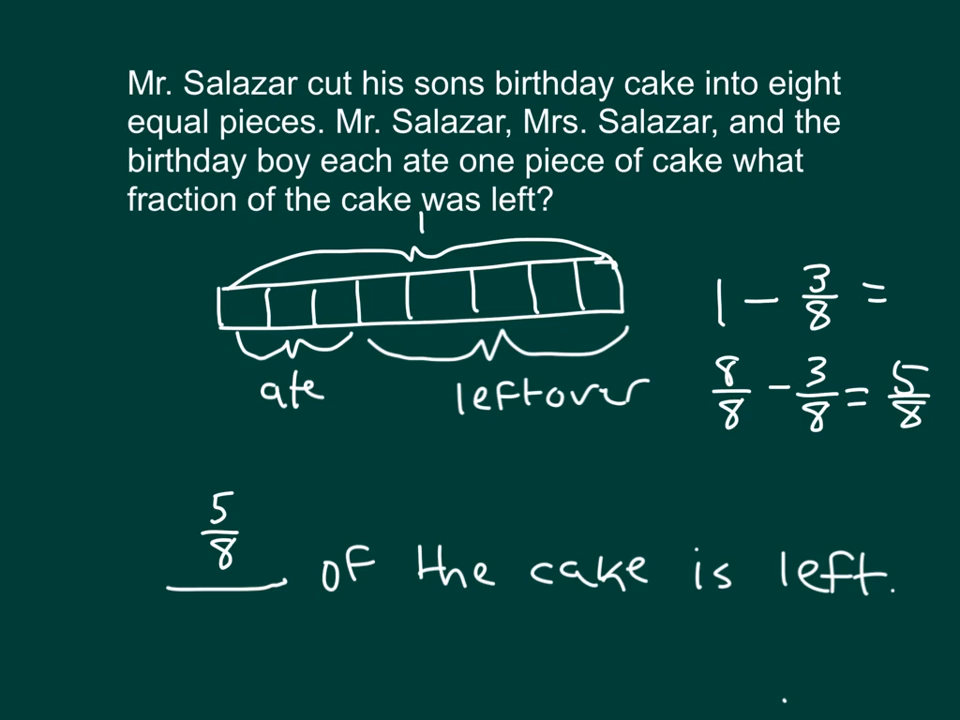 Mr. Salazar cut his sons birthday cake into eight
equal pieces. Mr. Salazar, Mrs. Salazar, and the
birthday boy each ate one piece of cake what
fraction of the cake was left?
1
1 - 3/8 =
8/8 - 3/8 = 5/8
ate leftover
5/8 of the cake is left.